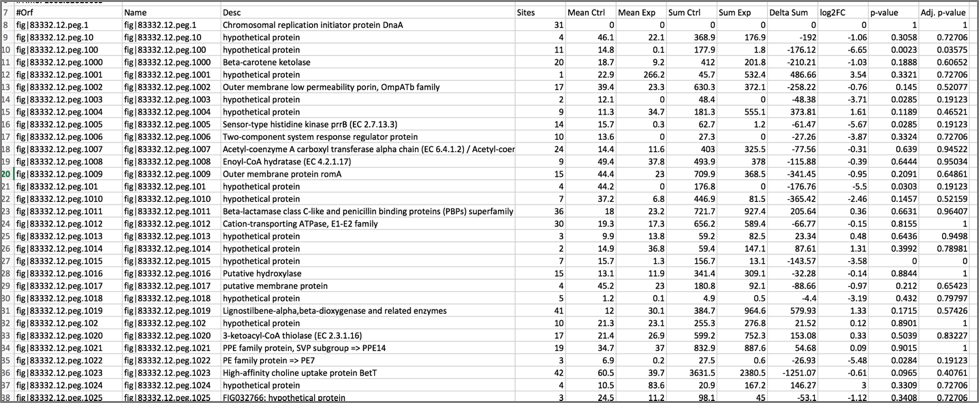 7 #Orf Name Desc Sites Mean Ctrl Mean Exp Sum Ctrl Sum Exp Delta Sum log2FC p-value Adj. p-value
8 fig|83332.12.peg.1 fig|83332.12.peg.1 Chromosomal replication initiator protein DnaA 31 0 0 0 0 0 0 1 1
9 fig|83332.12.peg.10 fig|83332.12.peg.10 hypothetical protein 4 46.1 22.1 368.9 176.9 -192 -1.06 0.3058 0.72706
10 fig|83332.12.peg.100 fig|83332.12.peg.100 hypothetical protein 11 14.8 0.1 177.9 1.8 -176.12 -6.65 0.0023 0.03575
11 fig|83332.12.peg.1000 fig|83332.12.peg.1000 Beta-carotene ketolase 20 18.7 9.2 412 201.8 -210.21 -1.03 0.1888 0.60652
12 fig|83332.12.peg.1001 fig|83332.12.peg.1001 hypothetical protein 1 22.9 266.2 45.7 532.4 486.66 3.54 0.3321 0.72706
13 fig|83332.12.peg.1002 fig|83332.12.peg.1002 Outer membrane low permeability porin, OmpATb family 17 39.4 23.3 630.3 372.1 -258.22 -0.76 0.145 0.52077
14 fig|83332.12.peg.1003 fig|83332.12.peg.1003 hypothetical protein 2 12.1 0 48.4 0 -48.38 -3.71 0.0285 0.19123
15 fig|83332.12.peg.1004 fig|83332.12.peg.1004 hypothetical protein 9 11.3 34.7 181.3 555.1 373.81 1.61 0.1189 0.46521
16 fig|83332.12.peg.1005 fig|83332.12.peg.1005 Sensor-type histidine kinase prrB (EC 2.7.13.3) 14 15.7 0.3 62.7 1.2 -61.47 -5.67 0.0285 0.19123
17 fig|83332.12.peg.1006 fig|83332.12.peg.1006 Two-component system response regulator protein 10 13.6 0 27.3 0 -27.26 -3.87 0.3324 0.72706
18 fig|83332.12.peg.1007 fig|83332.12.peg.1007 Acetyl-coenzyme A carboxyl transferase alpha chain (EC 6.4.1.2) / Acetyl-coer 24 14.4 11.6 403 325.5 -77.56 -0.31 0.639 0.94522
19 fig|83332.12.peg.1008 fig|83332.12.peg.1008 Enoyl-CoA hydratase (EC 4.2.1.17) 9 49.4 37.8 493.9 378 -115.88 -0.39 0.6444 0.95034
20 fig|83332.12.peg.1009 fig|83332.12.peg.1009 Outer membrane protein romA 15 44.4 23 709.9 368.5 -341.45 -0.95 0.2091 0.64861
21 fig|83332.12.peg.101 fig|83332.12.peg.101 hypothetical protein 4 44.2 0 176.8 0 -176.76 -5.5 0.0303 0.19123
22 fig|83332.12.peg.1010 fig|83332.12.peg.1010 hypothetical protein 7 37.2 6.8 446.9 81.5 -365.42 -2.46 0.1457 0.52159
23 fig|83332.12.peg.1011 fig|83332.12.peg.1011 Beta-lactamase class C-like and penicillin binding proteins (PBPs) superfamily 36 18 23.2 721.7 927.4 205.64 0.36 0.6631 0.96407
24 fig|83332.12.peg.1012 fig|83332.12.peg.1012 Cation-transporting ATPase, E1-E2 family 30 19.3 17.3 656.2 589.4 -66.77 -0.15 0.8155 1
25 fig|83332.12.peg.1013 fig|83332.12.peg.1013 hypothetical protein 3 9.9 13.8 59.2 82.5 23.34 0.48 0.6436 0.9498
26 fig|83332.12.peg.1014 fig|83332.12.peg.1014 hypothetical protein 2 14.9 36.8 59.4 147.1 87.61 1.31 0.3992 0.78981
27 fig|83332.12.peg.1015 fig|83332.12.peg.1015 hypothetical protein 7 15.7 1.3 156.7 13.1 -143.57 -3.58 0 0
28 fig|83332.12.peg.1016 fig|83332.12.peg.1016 Putative hydroxylase 15 13.1 11.9 341.4 309.1 -32.28 -0.14 0.8844 1
29 fig|83332.12.peg.1017 fig|83332.12.peg.1017 putative membrane protein 4 45.2 23 180.8 92.1 -88.66 -0.97 0.212 0.65423
30 fig|83332.12.peg.1018 fig|83332.12.peg.1018 hypothetical protein 5 1.2 0.1 4.9 0.5 -4.4 -3.19 0.432 0.79797
31 fig|83332.12.peg.1019 fig|83332.12.peg.1019 Lignostilbene-alpha,beta-dioxygenase and related enzymes 41 12 30.1 384.7 964.6 579.93 1.33 0.1715 0.57426
32 fig|83332.12.peg.102 fig|83332.12.peg.102 hypothetical protein 10 21.3 23.1 255.3 276.8 21.52 0.12 0.8901 1
33 fig|83332.12.peg.1020 fig|83332.12.peg.1020 3-ketoacyl-CoA thiolase (EC 2.3.1.16) 17 21.4 26.9 599.2 752.3 153.08 0.33 0.5039 0.83227
34 fig|83332.12.peg.1021 fig|83332.12.peg.1021 PPE family protein, SVP subgroup => PPE14 19 34.7 37 832.9 887.6 54.68 0.09 0.9015 1
35 fig|83332.12.peg.1022 fig|83332.12.peg.1022 PE family protein => PE7 3 6.9 0.2 27.5 0.6 -26.93 -5.48 0.0284 0.19123
36 fig|83332.12.peg.1023 fig|83332.12.peg.1023 High-affinity choline uptake protein BetT 42 60.5 39.7 3631.5 2380.5 -1251.07 -0.61 0.0965 0.40761
37 fig|83332.12.peg.1024 fig|83332.12.peg.1024 hypothetical protein 4 10.5 83.6 20.9 167.2 146.27 3 0.3309 0.72706
38 fig|83332.12.peg.1025 fig|83332.12.peg.1025 FIG032766: hypothetical protein 3 24.5 11.2 98.1 45 -53.1 -1.12 0.3408 0.72706